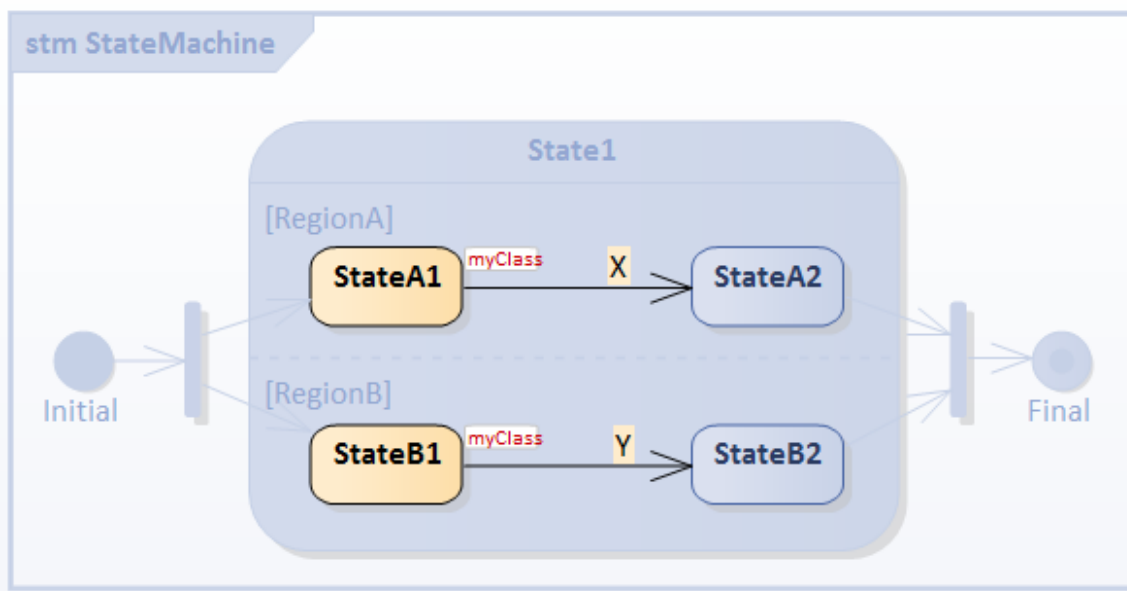 stm StateMachine
State1
[RegionA]
StateA1
myClass
X
StateA2
Initial
[RegionB]
StateB1
myClass
Y
StateB2
Final